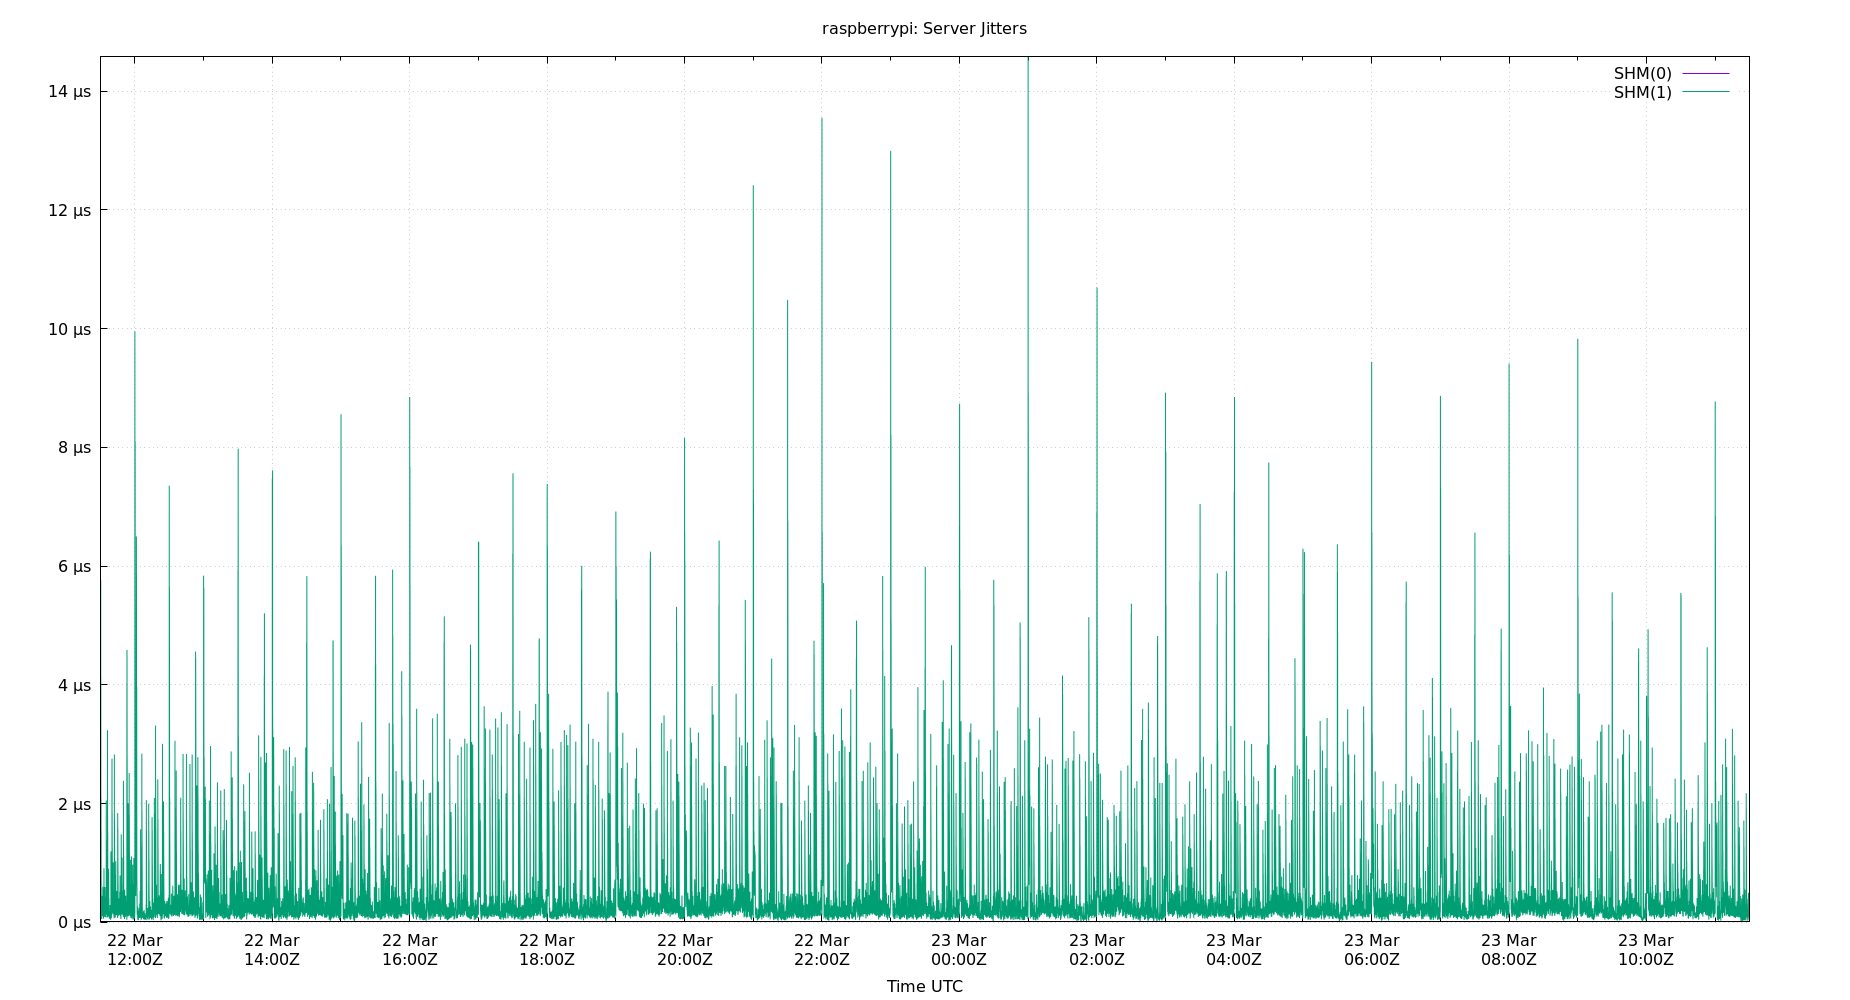 raspberrypi: Server Jitters
SHM(0)
SHM(1)
14 µs
12 µs
10 µs
8 µs
6 µs
4 µs
2 µs
0 µs
22 Mar 22 Mar 22 Mar 22 Mar 22 Mar 22 Mar 23 Mar 23 Mar 23 Mar 23 Mar 23 Mar 23 Mar
12:00Z 14:00Z 16:00Z 18:00Z 20:00Z 22:00Z 00:00Z 02:00Z 04:00Z 06:00Z 08:00Z 10:00Z
Time UTC